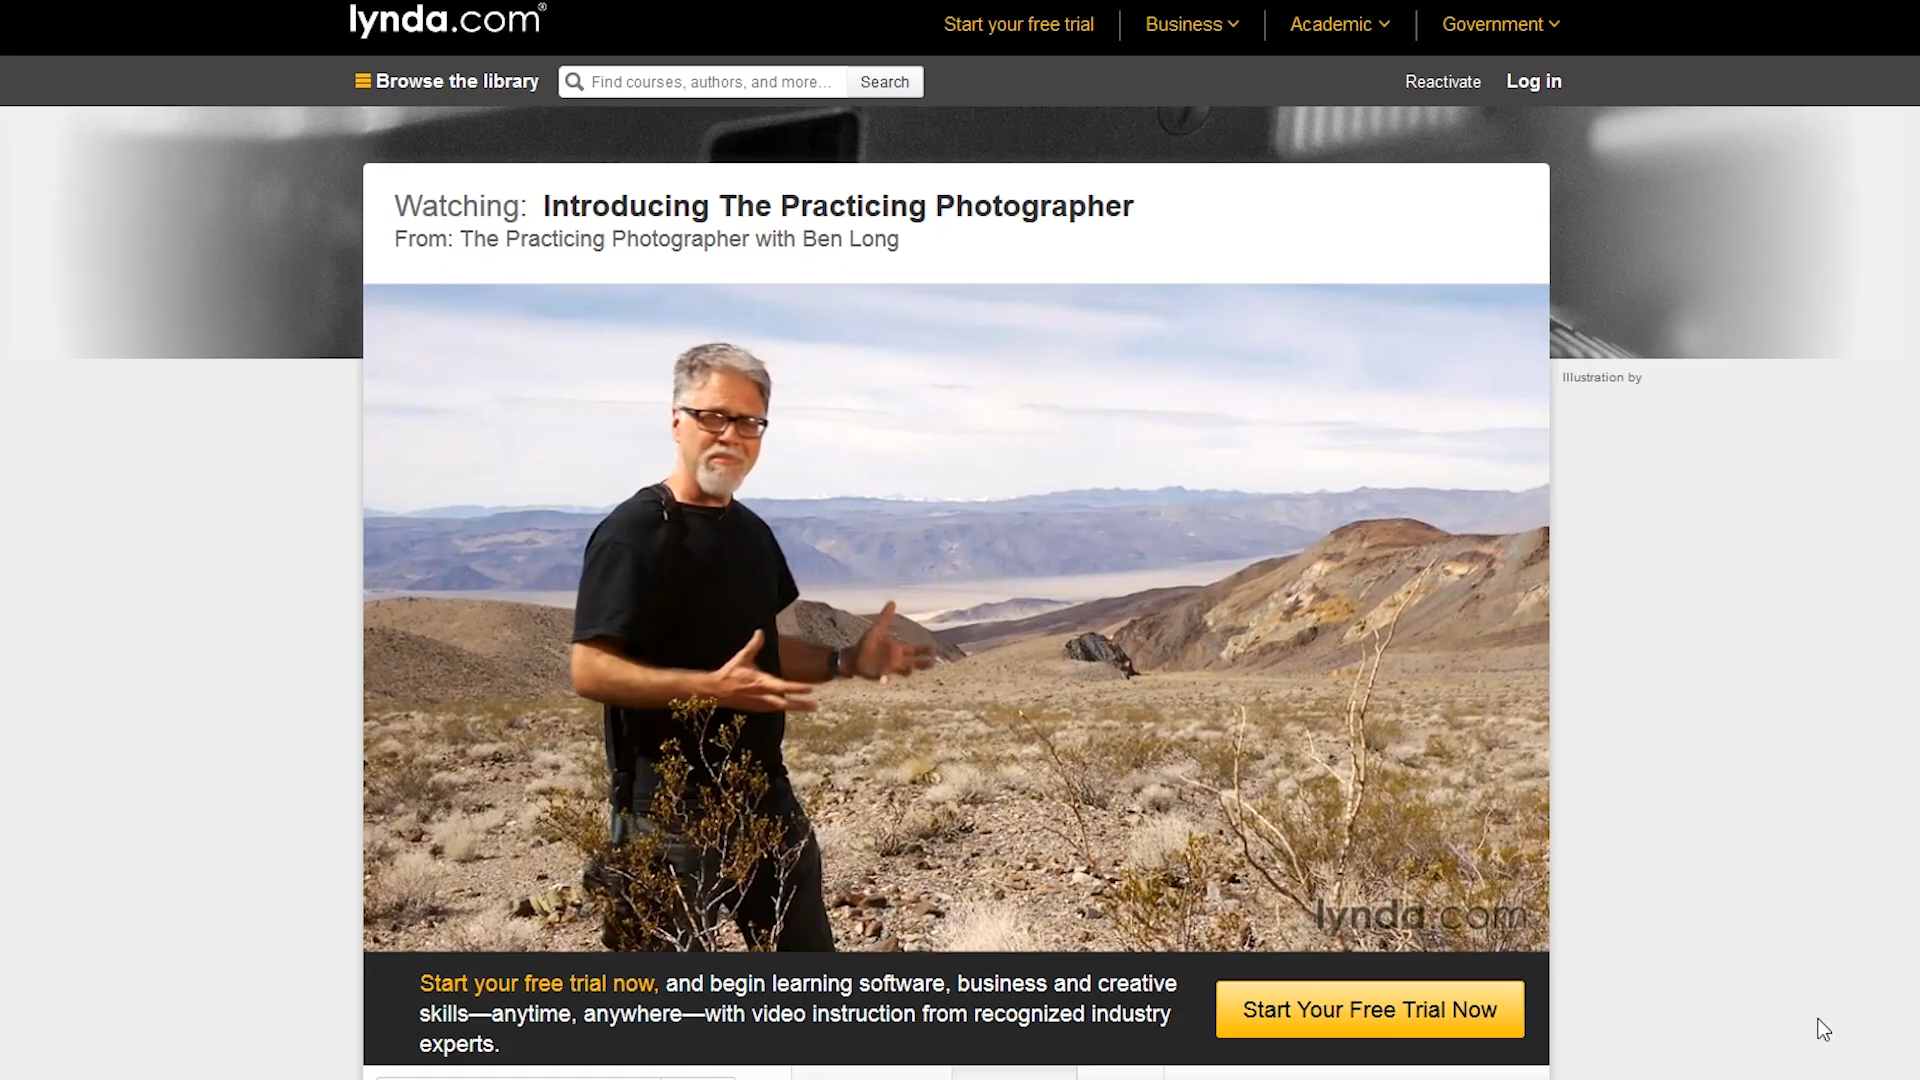 lynda.com®
Start your free trial
Business
Academic
Government
Browse the library
Find courses, authors, and more...
Search
Reactivate
Log in
Watching: Introducing The Practicing Photographer
From: The Practicing Photographer with Ben Long
Illustration by
lynda.com
Start your free trial now, and begin learning software, business and creative
skills—anytime, anywhere—with video instruction from recognized industry
experts.
Start Your Free Trial Now